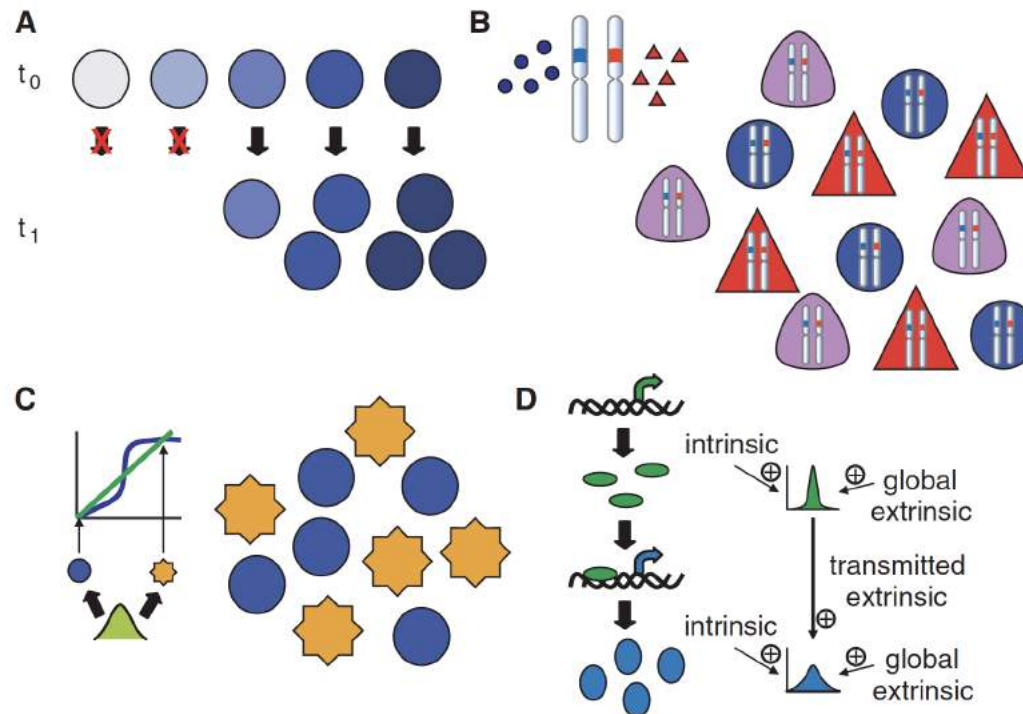 A
t0
t1
B
C
D
intrinsic
global
extrinsic
transmitted
extrinsic
intrinsic
global
extrinsic